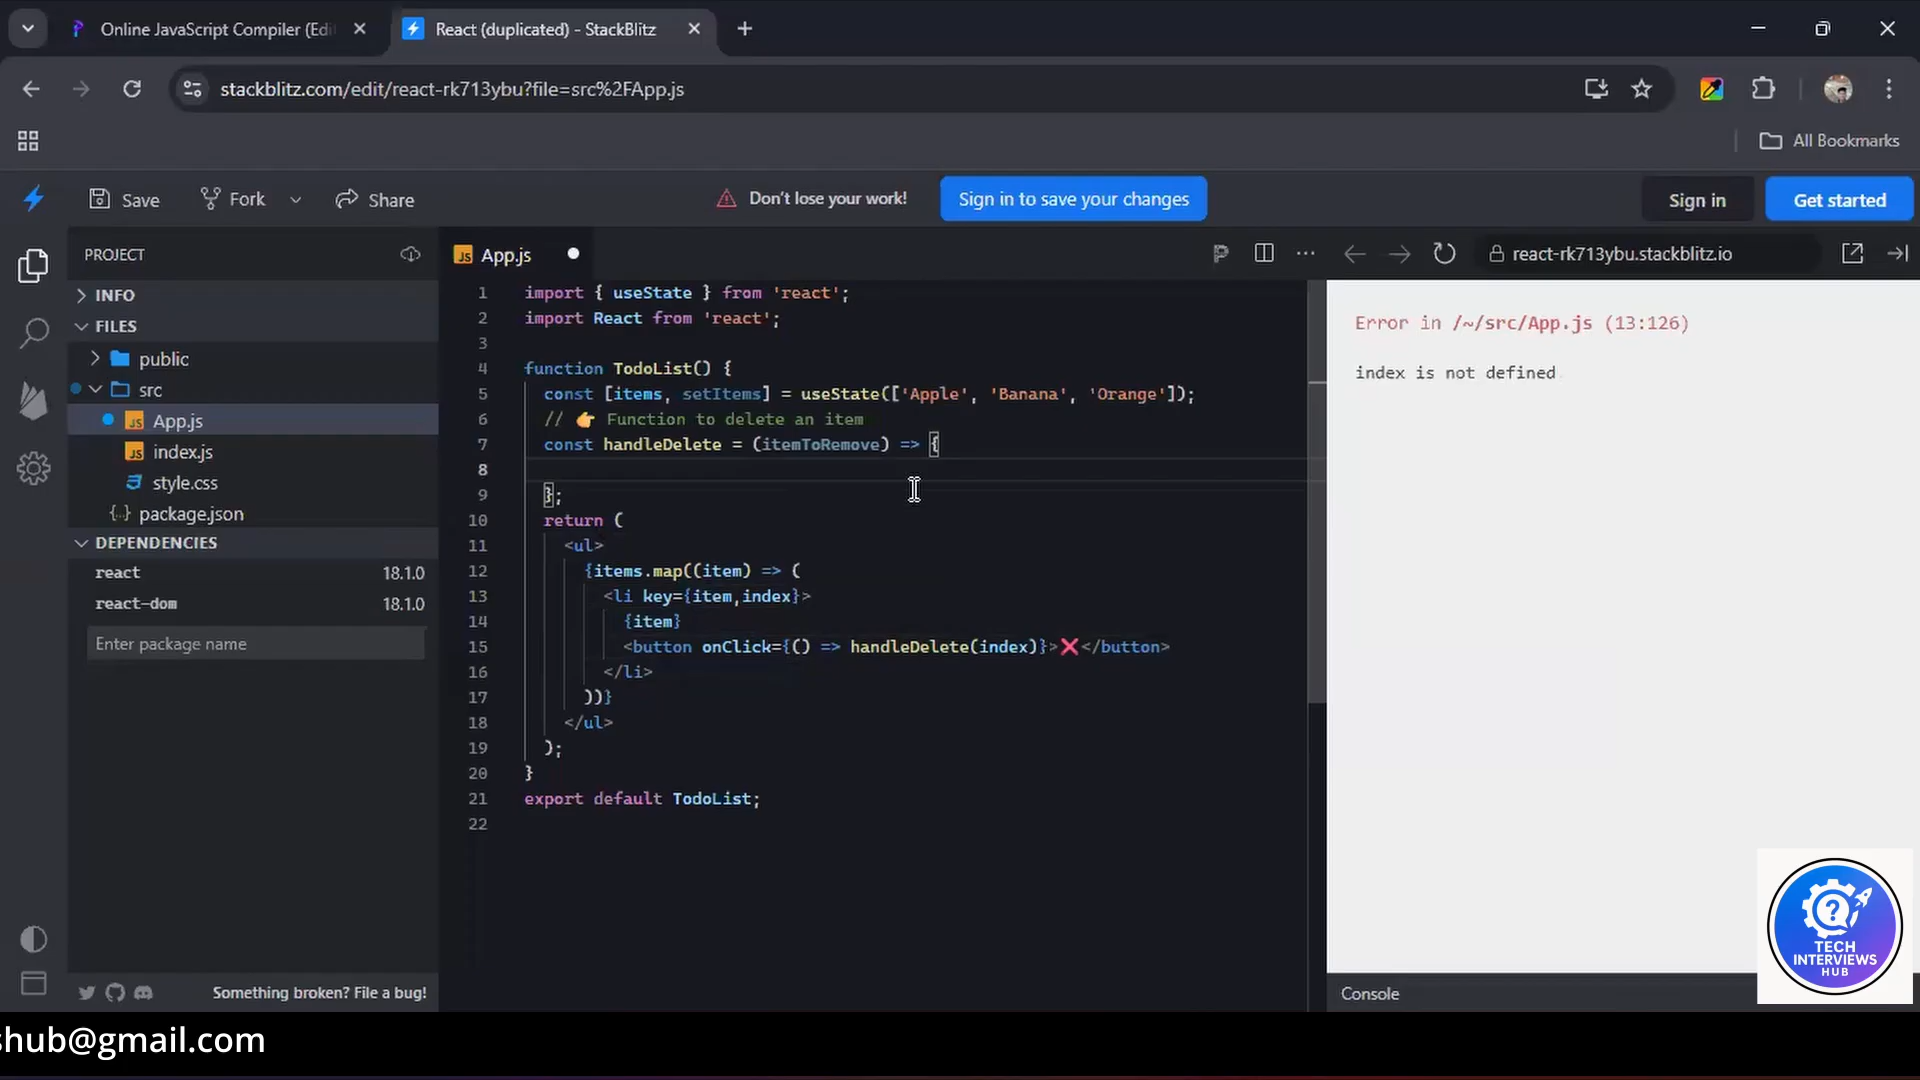 Online JavaScript Compiler (Edi
React (duplicated) - StackBlitz
stackblitz.com/edit/react-rk713ybu?file=src%2FApp.js
All Bookmarks
Save
Fork
Share
Don't lose your work!
Sign in to save your changes
Sign in
Get started
PROJECT
INFO
FILES
public
src
App.js
index.js
style.css
package.json
DEPENDENCIES
react 18.1.0
react-dom 18.1.0
Enter package name
Something broken? File a bug!
App.js
1 import { useState } from 'react';
2 import React from 'react';
3
4 function TodoList() {
5 const [items, setItems] = useState(['Apple', 'Banana', 'Orange']);
6 // 👉 Function to delete an item
7 const handleDelete = (itemToRemove) => {
8
9 };
10 return (
11 <ul>
12 {items.map((item) => (
13 <li key={item,index}>
14 {item}
15 <button onClick={() => handleDelete(index)}>❌</button>
16 </li>
17 ))}
18 </ul>
19 );
20 }
21 export default TodoList;
22
react-rk713ybu.stackblitz.io
Error in /~/src/App.js (13:126)
index is not defined
Console
?
TECH
INTERVIEWS
HUB
shub@gmail.com